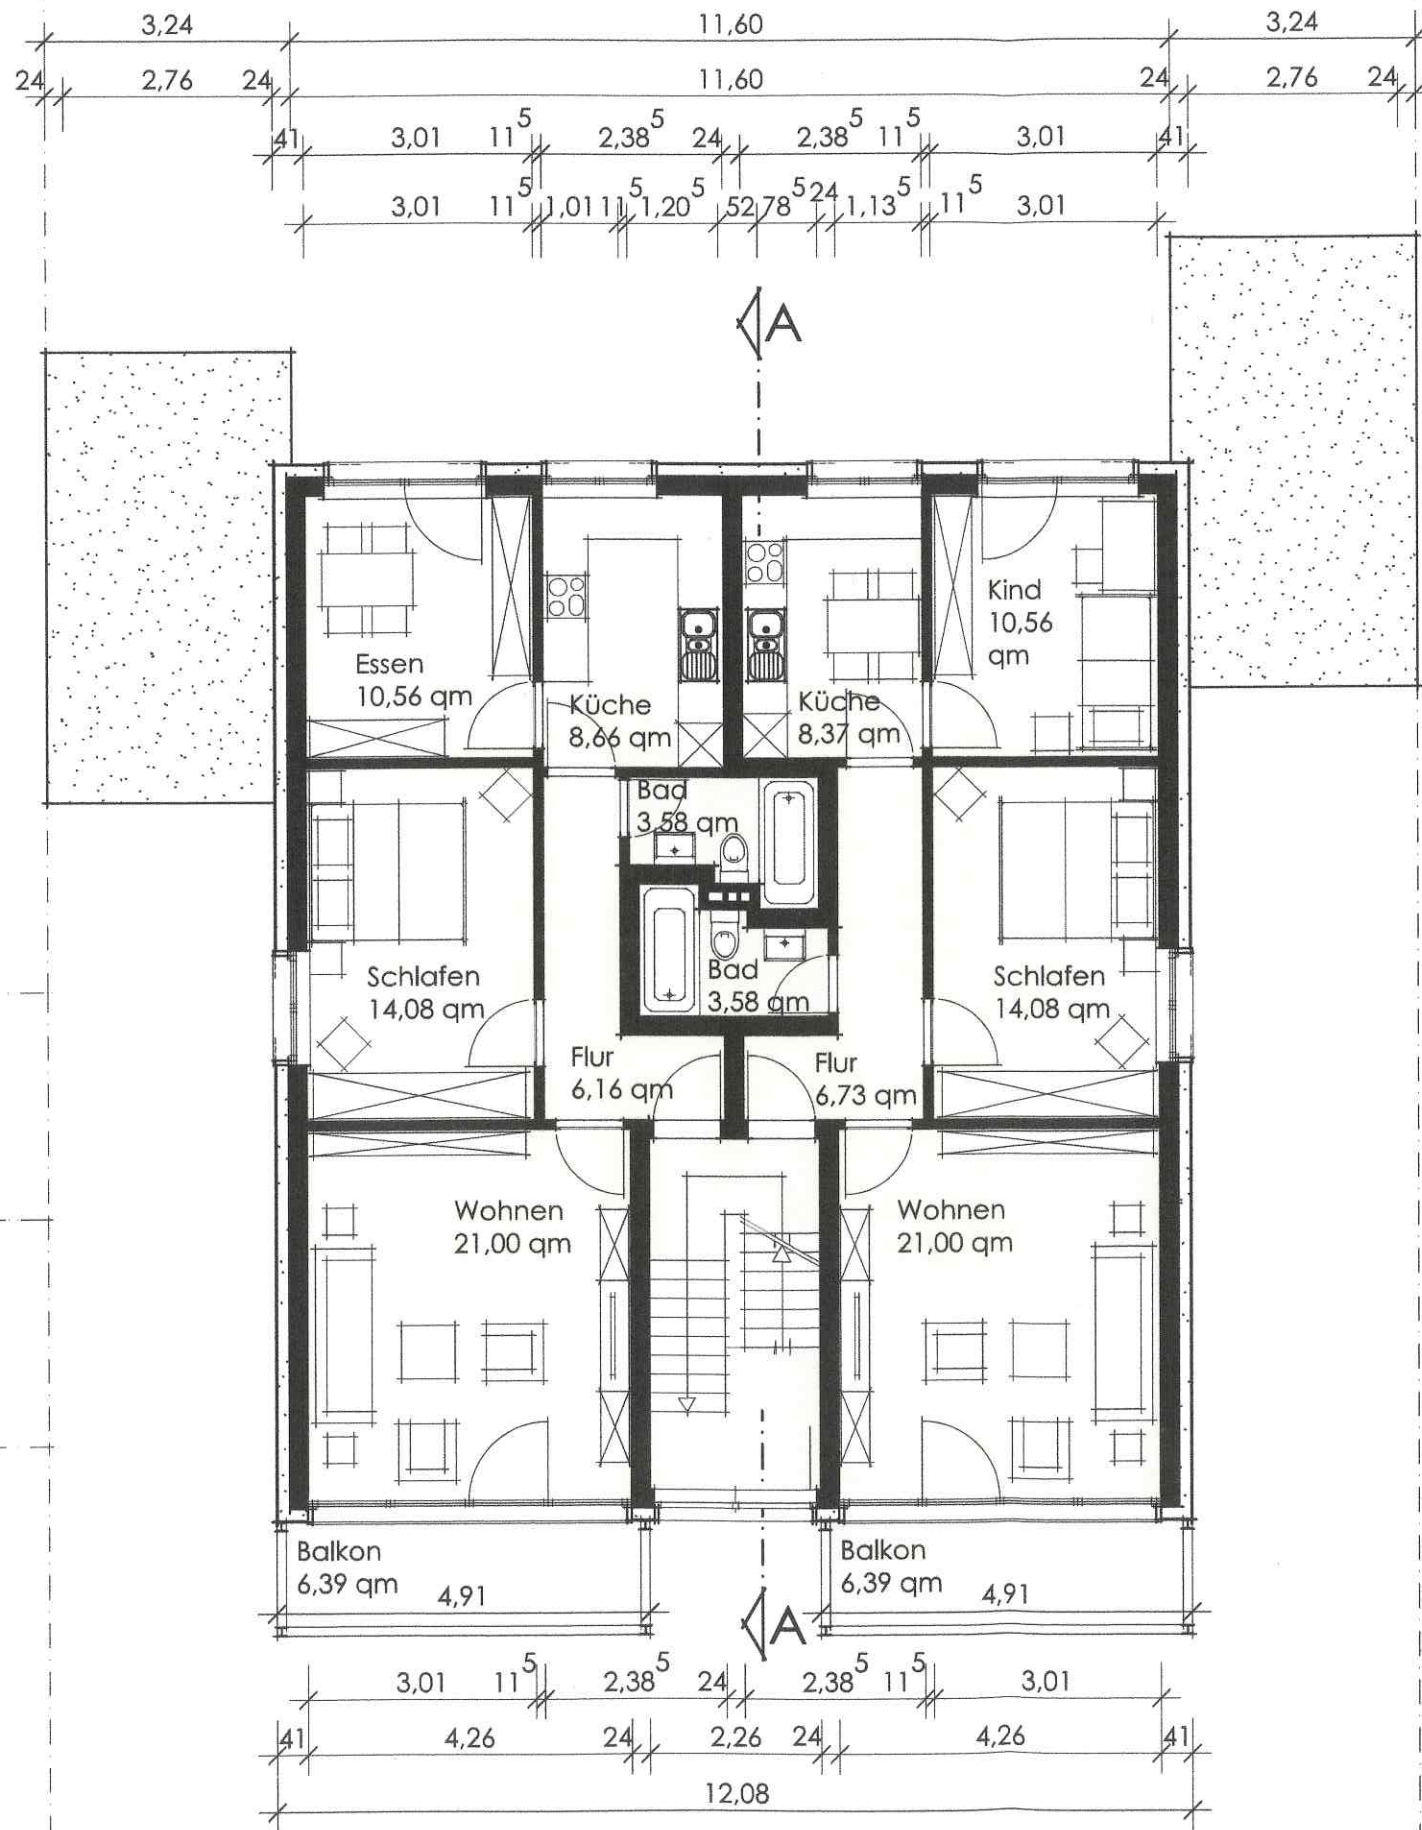 3,24 11,60 3,24
24 2,76 24 11,60 24 2,76 24
41 3,01 11⁵ 2,38⁵ 24 2,38⁵ 11⁵ 3,01 41
3,01 11⁵ 1,01 11⁵ 1,20⁵ 52 78⁵ 24 1,13⁵ 11⁵ 3,01
A
Kind
10,56
qm
Essen
10,56 qm
Küche
8,66 qm
Küche
8,37 qm
Bad
3,58 qm
Schlafen
14,08 qm
Bad
3,58 qm
Schlafen
14,08 qm
Flur
6,16 qm
Flur
6,73 qm
Wohnen
21,00 qm
Wohnen
21,00 qm
Balkon
6,39 qm
4,91
Balkon
6,39 qm
4,91
A
3,01 11⁵ 2,38⁵ 24 2,38⁵ 11⁵ 3,01
41 4,26 24 2,26 24 4,26 41
12,08